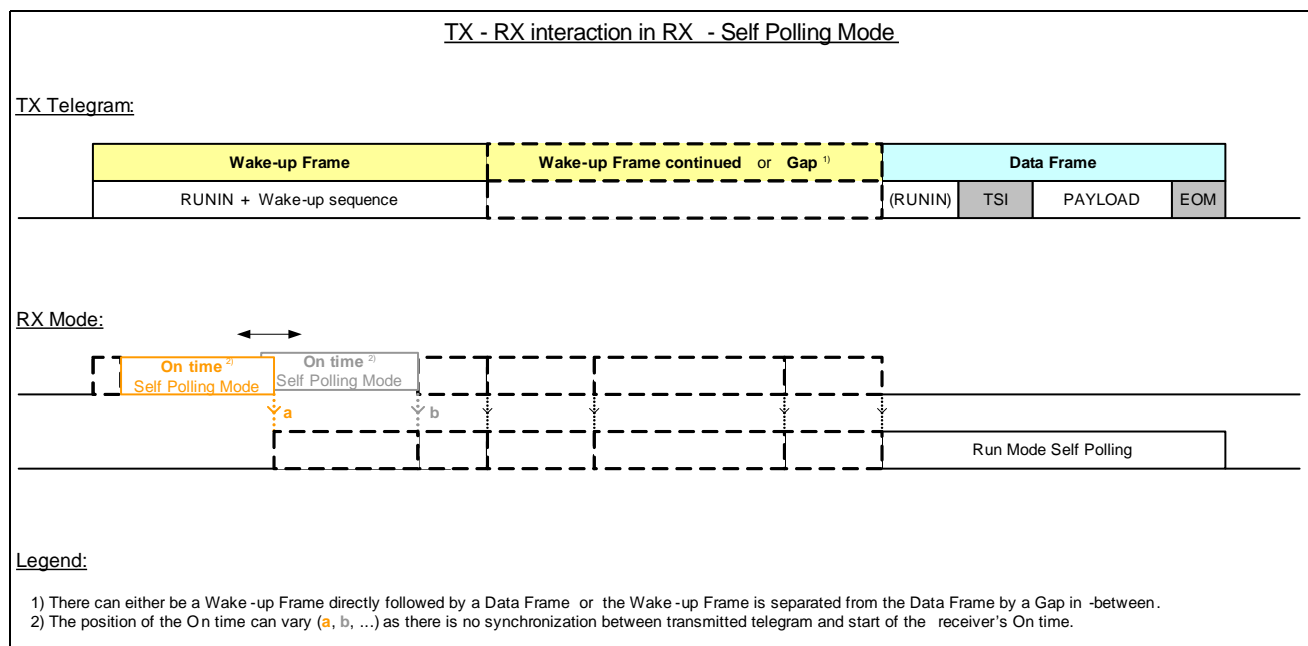 TX - RX interaction in RX - Self Polling Mode
TX Telegram:
Wake-up Frame
Wake-up Frame continued or Gap 1)
Data Frame
RUNIN + Wake-up sequence
(RUNIN)
TSI
PAYLOAD
EOM
RX Mode:
On time 2)
Self Polling Mode
On time 2)
Self Polling Mode
a
b
Run Mode Self Polling
Legend:
1) There can either be a Wake-up Frame directly followed by a Data Frame or the Wake-up Frame is separated from the Data Frame by a Gap in-between.
2) The position of the On time can vary (a, b, ...) as there is no synchronization between transmitted telegram and start of the receiver's On time.